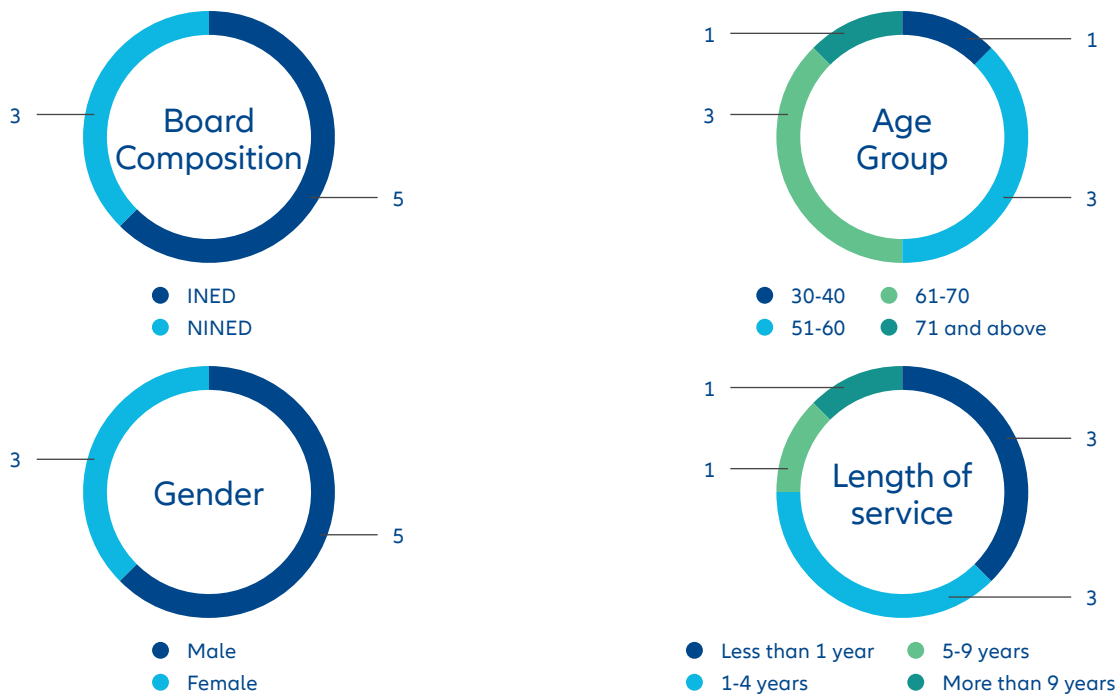 3
Board
Composition
5
INED
NINED
1
1
3
Age
Group
3
30-40
61-70
51-60
71 and above
3
Gender
5
Male
Female
1
3
1
Length of
service
3
Less than 1 year
5-9 years
1-4 years
More than 9 years